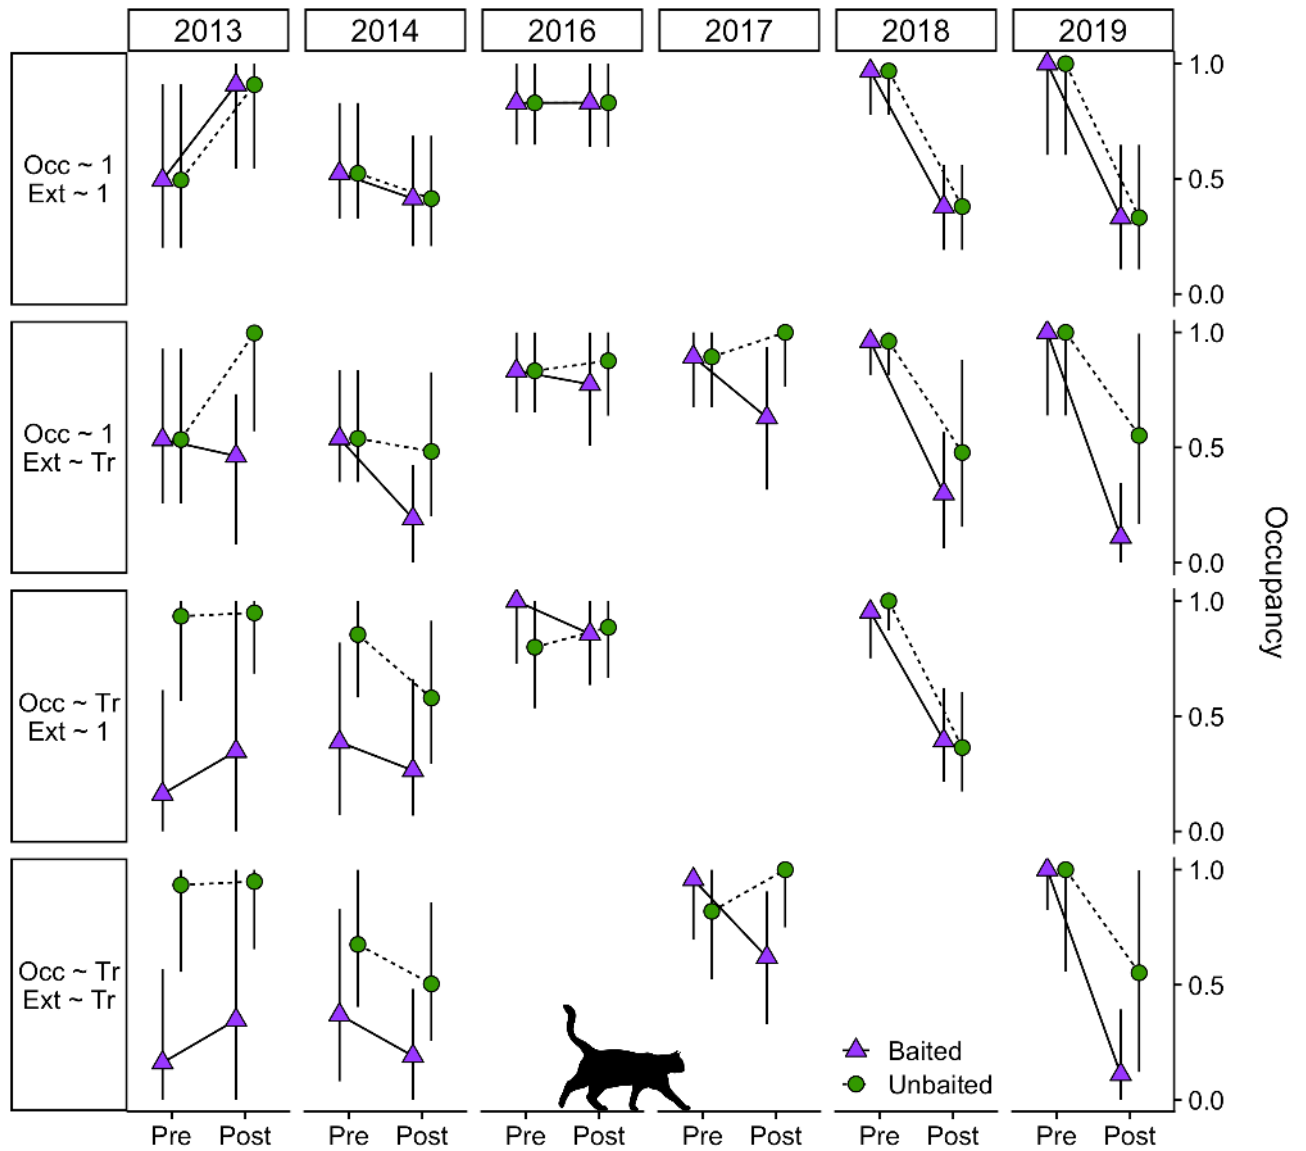 2013 2014 2016 2017 2018 2019
Occ ~ 1
Ext ~ 1
1.0
0.5
0.0
Occ ~ 1
Ext ~ Tr
1.0
0.5
0.0
Occ ~ Tr
Ext ~ 1
1.0
0.5
0.0
Occ ~ Tr
Ext ~ Tr
1.0
0.5
0.0
Occupancy
Baited
Unbaited
Pre Post Pre Post Pre Post Pre Post Pre Post Pre Post